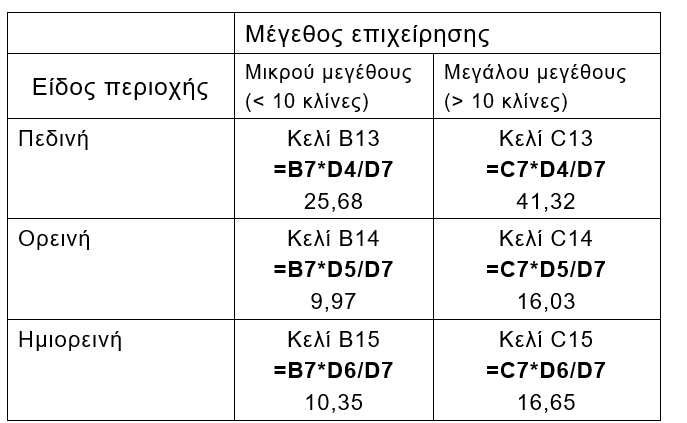 Μέγεθος επιχείρησης
Είδος περιοχής
Μικρού μεγέθους
(< 10 κλίνες)
Μεγάλου μεγέθους
(> 10 κλίνες)
Πεδινή
Κελί B13
=B7*D4/D7
25,68
Κελί C13
=C7*D4/D7
41,32
Ορεινή
Κελί B14
=B7*D5/D7
9,97
Κελί C14
=C7*D5/D7
16,03
Ημιορεινή
Κελί B15
=B7*D6/D7
10,35
Κελί C15
=C7*D6/D7
16,65